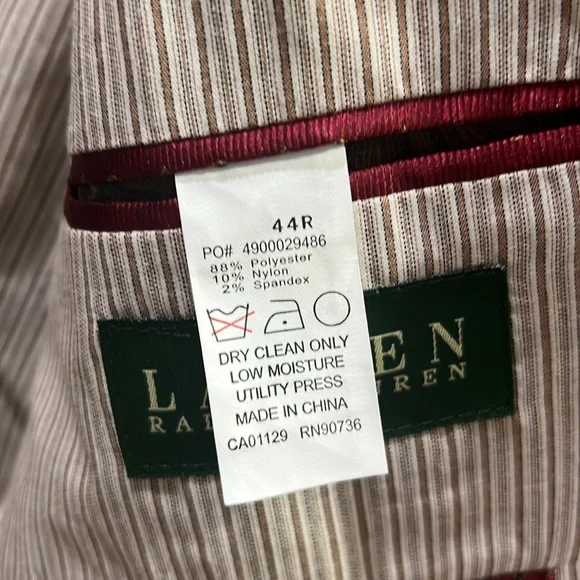 44R
PO# 4900029486
88% Polyester
10% Nylon
2% Spandex
DRY CLEAN ONLY
LOW MOISTURE
UTILITY PRESS
MADE IN CHINA
CA01129 RN90736